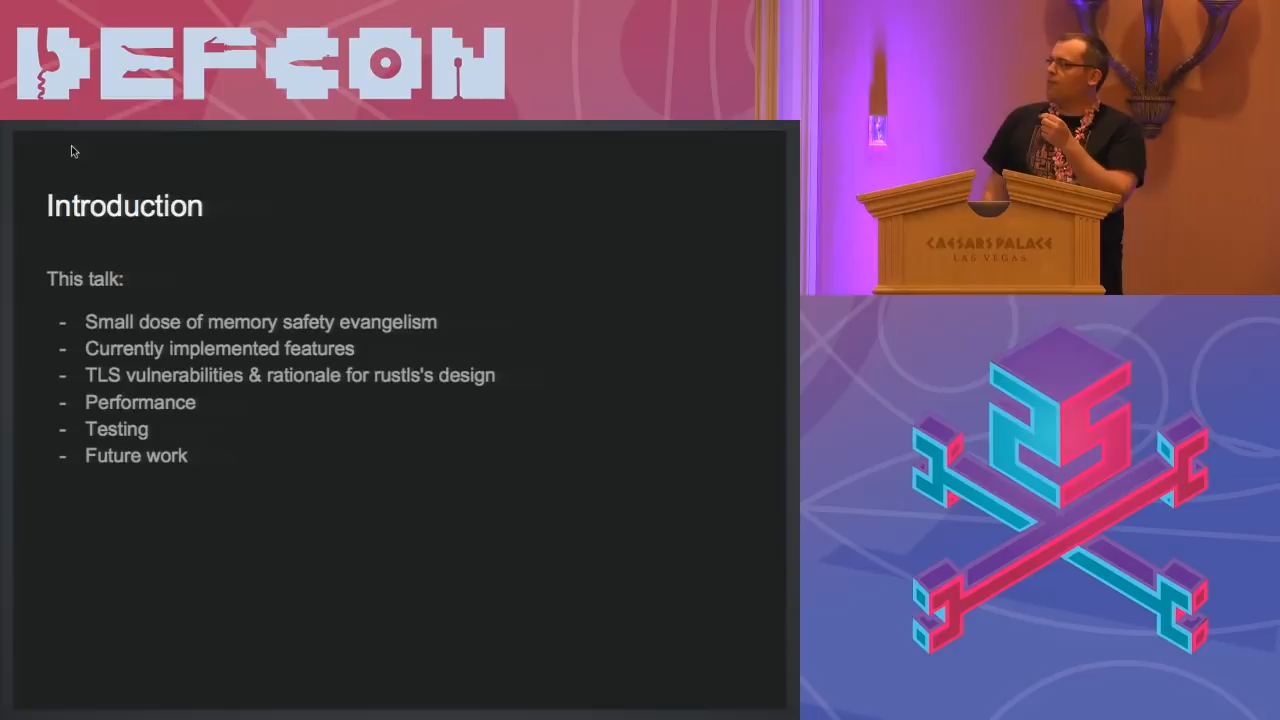 DEFCON
Introduction
This talk:
- Small dose of memory safety evangelism
- Currently implemented features
- TLS vulnerabilities & rationale for rustls's design
- Performance
- Testing
- Future work
CAESARS PALACE
LAS VEGAS
25